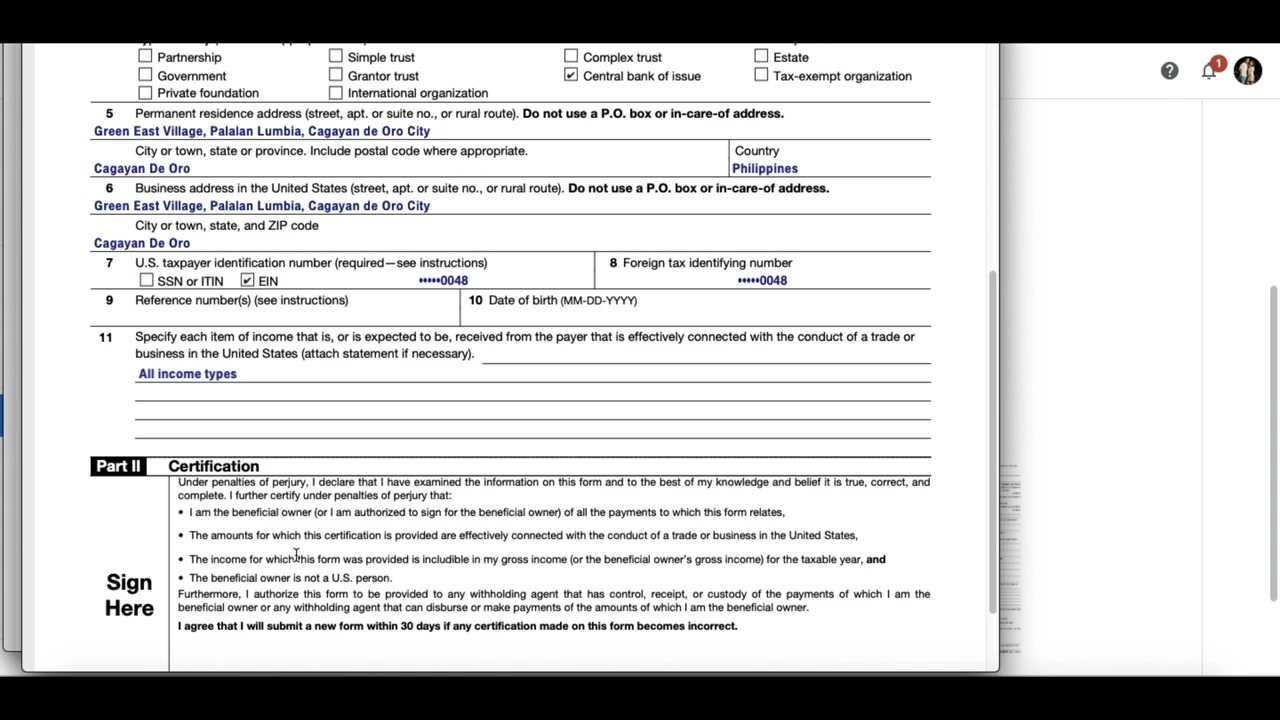 Partnership Simple trust Complex trust Estate
Government Grantor trust Central bank of issue Tax-exempt organization
Private foundation International organization
5 Permanent residence address (street, apt. or suite no., or rural route). Do not use a P.O. box or in-care-of address.
Green East Village, Palalan Lumbia, Cagayan de Oro City
City or town, state or province. Include postal code where appropriate. Country
Cagayan De Oro Philippines
6 Business address in the United States (street, apt. or suite no., or rural route). Do not use a P.O. box or in-care-of address.
Green East Village, Palalan Lumbia, Cagayan de Oro City
City or town, state, and ZIP code
Cagayan De Oro
7 U.S. taxpayer identification number (required—see instructions) 8 Foreign tax identifying number
SSN or ITIN EIN •••••0048 •••••0048
9 Reference number(s) (see instructions) 10 Date of birth (MM-DD-YYYY)
11 Specify each item of income that is, or is expected to be, received from the payer that is effectively connected with the conduct of a trade or
business in the United States (attach statement if necessary).
All income types
Part II Certification
Under penalties of perjury, I declare that I have examined the information on this form and to the best of my knowledge and belief it is true, correct, and
complete. I further certify under penalties of perjury that:
• I am the beneficial owner (or I am authorized to sign for the beneficial owner) of all the payments to which this form relates,
• The amounts for which this certification is provided are effectively connected with the conduct of a trade or business in the United States,
• The income for which this form was provided is includible in my gross income (or the beneficial owner's gross income) for the taxable year, and
• The beneficial owner is not a U.S. person.
Sign
Here
Furthermore, I authorize this form to be provided to any withholding agent that has control, receipt, or custody of the payments of which I am the
beneficial owner or any withholding agent that can disburse or make payments of the amounts of which I am the beneficial owner.
I agree that I will submit a new form within 30 days if any certification made on this form becomes incorrect.
1